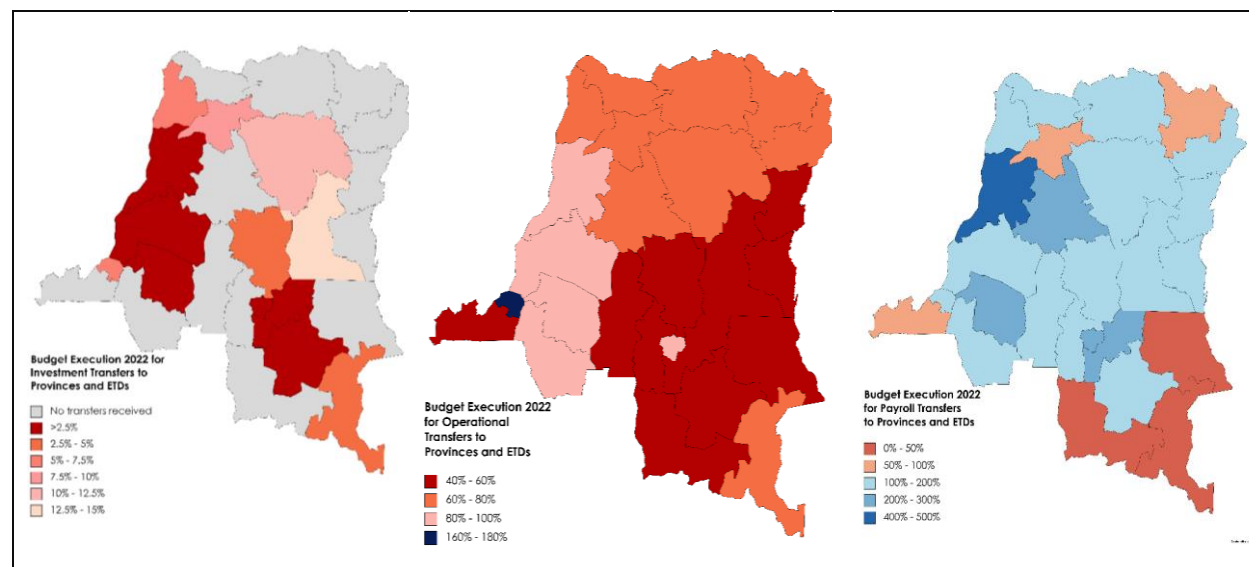 Budget Execution 2022 for
Investment Transfers to
Provinces and ETDs
No transfers received
>2.5%
2.5% - 5%
5% - 7.5%
7.5% - 10%
10% - 12.5%
12.5% - 15%
Budget Execution 2022
for Operational
Transfers to
Provinces and ETDs
40% - 60%
60% - 80%
80% - 100%
160% - 180%
Budget Execution 2022
for Payroll Transfers
to Provinces and ETDs
0% - 50%
50% - 100%
100% - 200%
200% - 300%
400% - 500%